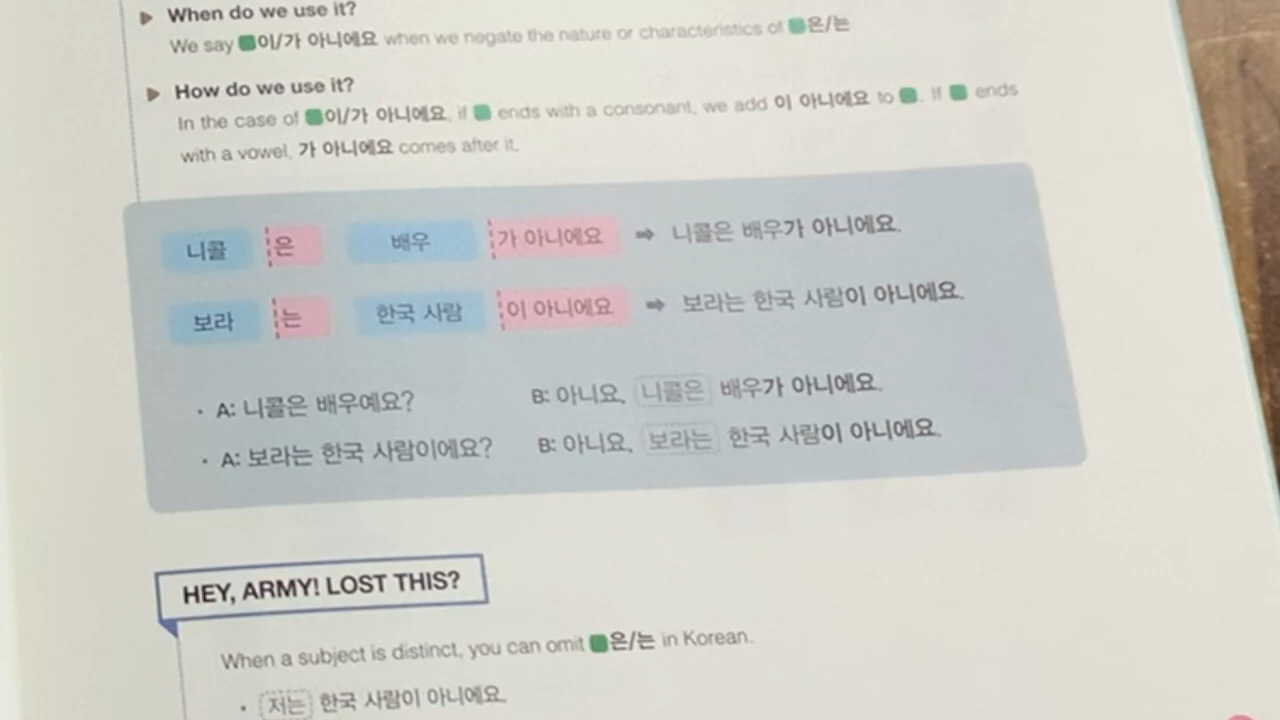 When do we use it?
We say 이/가 아니에요 when we negate the nature or characteristics of 은/는
How do we use it?
In the case of 이/가 아니에요, if ends with a consonant, we add 이 아니에요 to . If ends
with a vowel, 가 아니에요 comes after it.
니콜 은 배우 가 아니에요 ➡ 니콜은 배우가 아니에요.
보라 는 한국 사람 이 아니에요 ➡ 보라는 한국 사람이 아니에요.
· A: 니콜은 배우예요? B: 아니요, 니콜은 배우가 아니에요.
· A: 보라는 한국 사람이에요? B: 아니요, 보라는 한국 사람이 아니에요.
HEY, ARMY! LOST THIS?
When a subject is distinct, you can omit 은/는 in Korean.
· 저는 한국 사람이 아니에요.